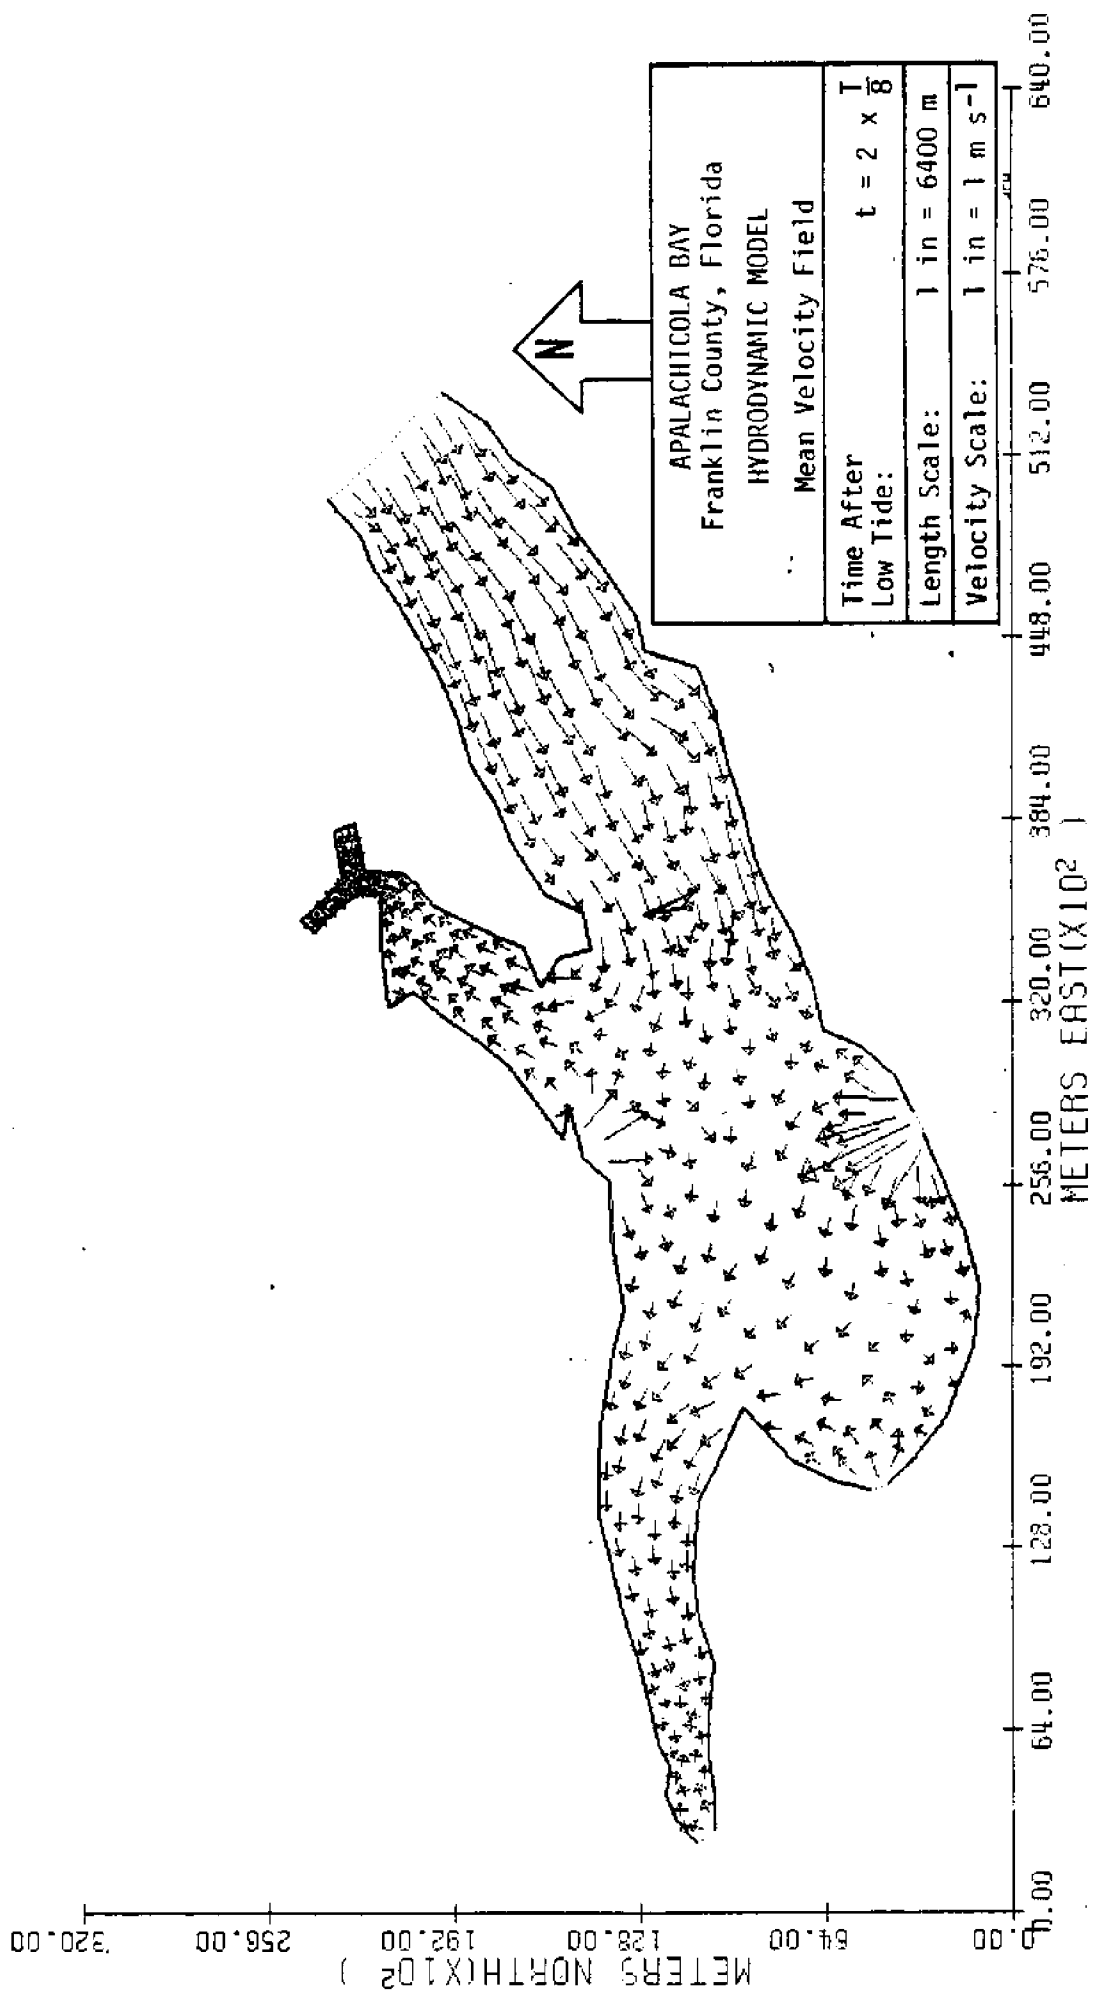 N
APALACHICOLA BAY
Franklin County, Florida
HYDRODYNAMIC MODEL
Mean Velocity Field
Time After
Low Tide: t = 2 x T/8
Length Scale: 1 in = 6400 m
Velocity Scale: 1 in = 1 m s⁻¹
METERS NORTH(X10² )
320.00
256.00
192.00
128.00
64.00
0.00
0.00 64.00 128.00 192.00 256.00 320.00 384.00 448.00 512.00 576.00 640.00
METERS EAST(X10² )